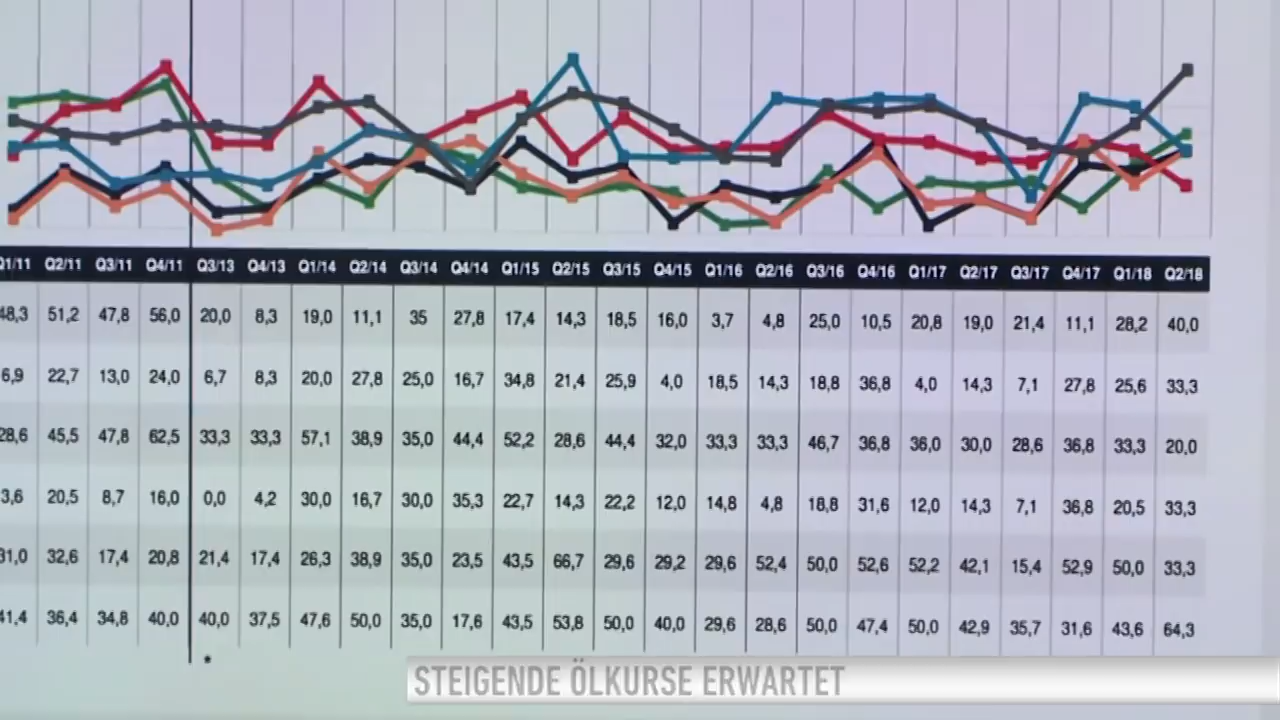 Q1/11 Q2/11 Q3/11 Q4/11 Q3/13 Q4/13 Q1/14 Q2/14 Q3/14 Q4/14 Q1/15 Q2/15 Q3/15 Q4/15 Q1/16 Q2/16 Q3/16 Q4/16 Q1/17 Q2/17 Q3/17 Q4/17 Q1/18 Q2/18
48,3 51,2 47,8 56,0 20,0 8,3 19,0 11,1 35 27,8 17,4 14,3 18,5 16,0 3,7 4,8 25,0 10,5 20,8 19,0 21,4 11,1 28,2 40,0
6,9 22,7 13,0 24,0 6,7 8,3 20,0 27,8 25,0 16,7 34,8 21,4 25,9 4,0 18,5 14,3 18,8 36,8 4,0 14,3 7,1 27,8 25,6 33,3
28,6 45,5 47,8 62,5 33,3 33,3 57,1 38,9 35,0 44,4 52,2 28,6 44,4 32,0 33,3 33,3 46,7 36,8 36,0 30,0 28,6 36,8 33,3 20,0
3,6 20,5 8,7 16,0 0,0 4,2 30,0 16,7 30,0 35,3 22,7 14,3 22,2 12,0 14,8 4,8 18,8 31,6 12,0 14,3 7,1 36,8 20,5 33,3
31,0 32,6 17,4 20,8 21,4 17,4 26,3 38,9 35,0 23,5 43,5 66,7 29,6 29,2 29,6 52,4 50,0 52,6 52,2 42,1 15,4 52,9 50,0 33,3
41,4 36,4 34,8 40,0 40,0 37,5 47,6 50,0 35,0 17,6 43,5 53,8 50,0 40,0 29,6 28,6 50,0 47,4 50,0 42,9 35,7 31,6 43,6 64,3
*
STEIGENDE ÖLKURSE ERWARTET